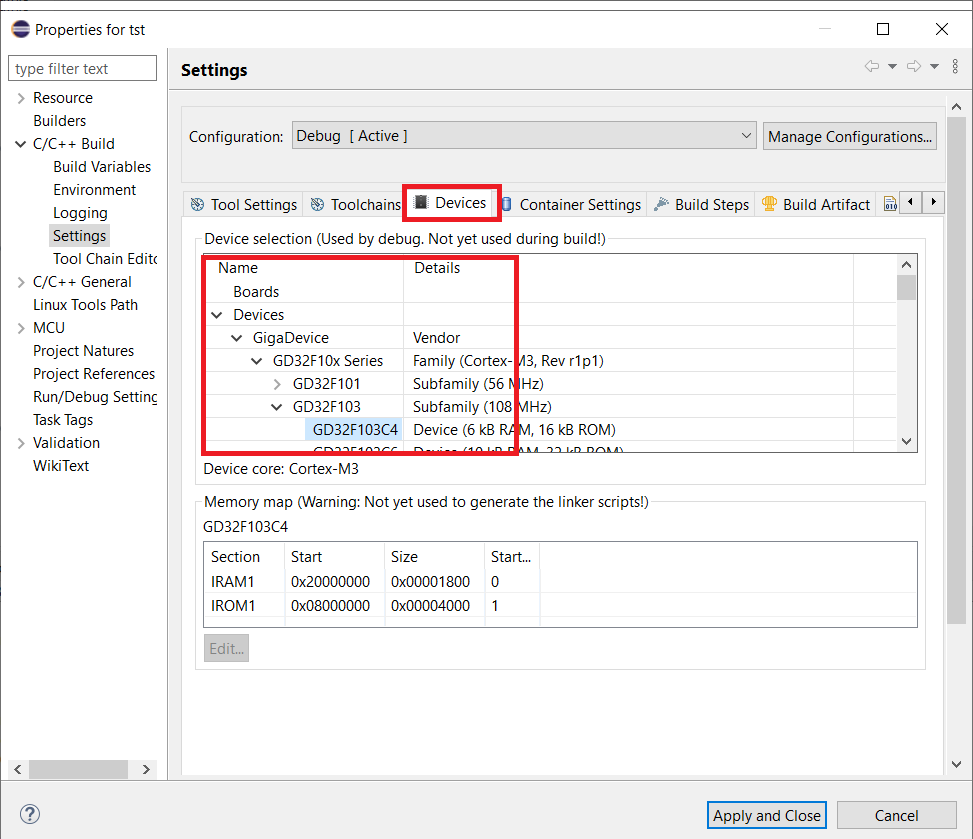 Properties for tst
type filter text
Resource
Builders
C/C++ Build
Build Variables
Environment
Logging
Settings
Tool Chain Edito
C/C++ General
Linux Tools Path
MCU
Project Natures
Project References
Run/Debug Setting
Task Tags
Validation
WikiText
Settings
Configuration: Debug [ Active ] Manage Configurations...
Tool Settings Toolchains Devices Container Settings Build Steps Build Artifact
Device selection (Used by debug. Not yet used during build!)
Name Details
Boards
Devices
GigaDevice Vendor
GD32F10x Series Family (Cortex-M3, Rev r1p1)
GD32F101 Subfamily (56 MHz)
GD32F103 Subfamily (108 MHz)
GD32F103C4 Device (6 kB RAM, 16 kB ROM)
GD32F103C6 Device (10 kB RAM, 32 kB ROM)
Device core: Cortex-M3
Memory map (Warning: Not yet used to generate the linker scripts!)
GD32F103C4
Section Start Size Start...
IRAM1 0x20000000 0x00001800 0
IROM1 0x08000000 0x00004000 1
Edit...
Apply and Close Cancel